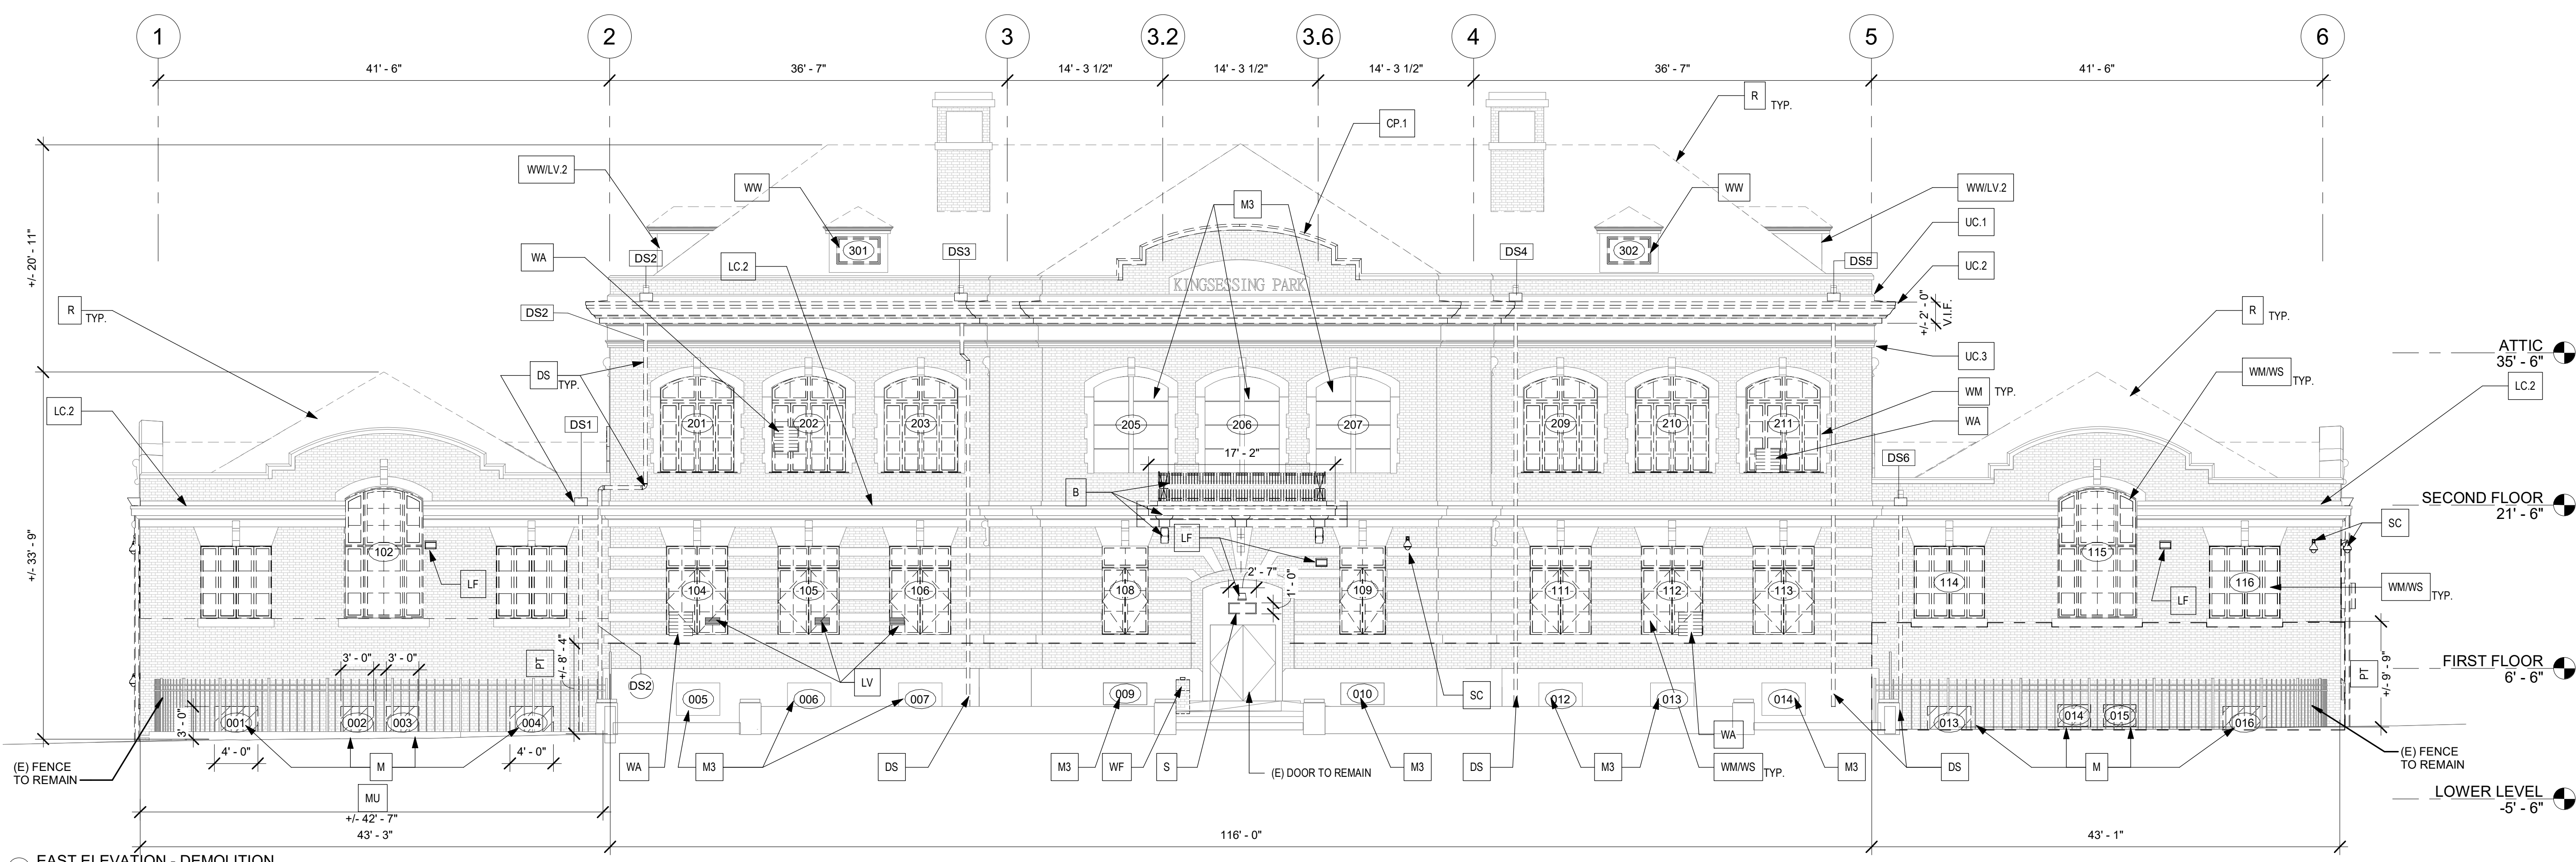 1 2 3 3.2 3.6 4 5 6
41' - 6" 36' - 7" 14' - 3 1/2" 14' - 3 1/2" 14' - 3 1/2" 36' - 7" 41' - 6"
R TYP.
CP.1
WW/LV.2 WW M3 WW WW/LV.2
UC.1
+/- 20' - 11"
WA DS2 LC.2 301 DS3 DS4 302 DS5 UC.2
KINGSESSING PARK
R TYP. DS2 +/- 2' - 0" V.I.F. R TYP.
ATTIC
35' - 6"
UC.3
DS TYP. WM/WS TYP.
LC.2 WM TYP. LC.2
DS1 201 202 203 205 206 207 209 210 211 WA
17' - 2"
DS6
B
SECOND FLOOR
21' - 6"
SC
+/- 33' - 9"
102 LF 115
LF 104 105 106 108 2' - 7" 1' - 0" 109 111 112 113 114 116 WM/WS TYP.
LF
3' - 0" 3' - 0" PT +/- 8' - 4"
FIRST FLOOR
6' - 6"
DS2 LV SC PT +/- 9' - 9"
005 006 007 009 010 012 013 014
3' - 0" 001 002 003 004 013 014 015 016
4' - 0" 4' - 0" WA
(E) FENCE
TO REMAIN
M WA M3 DS M3 WF S (E) DOOR TO REMAIN M3 DS M3 WM/WS TYP. M3 DS M
(E) FENCE
TO REMAIN
MU
LOWER LEVEL
-5' - 6"
+/- 42' - 7"
43' - 3" 116' - 0" 43' - 1"
EAST ELEVATION - DEMOLITION